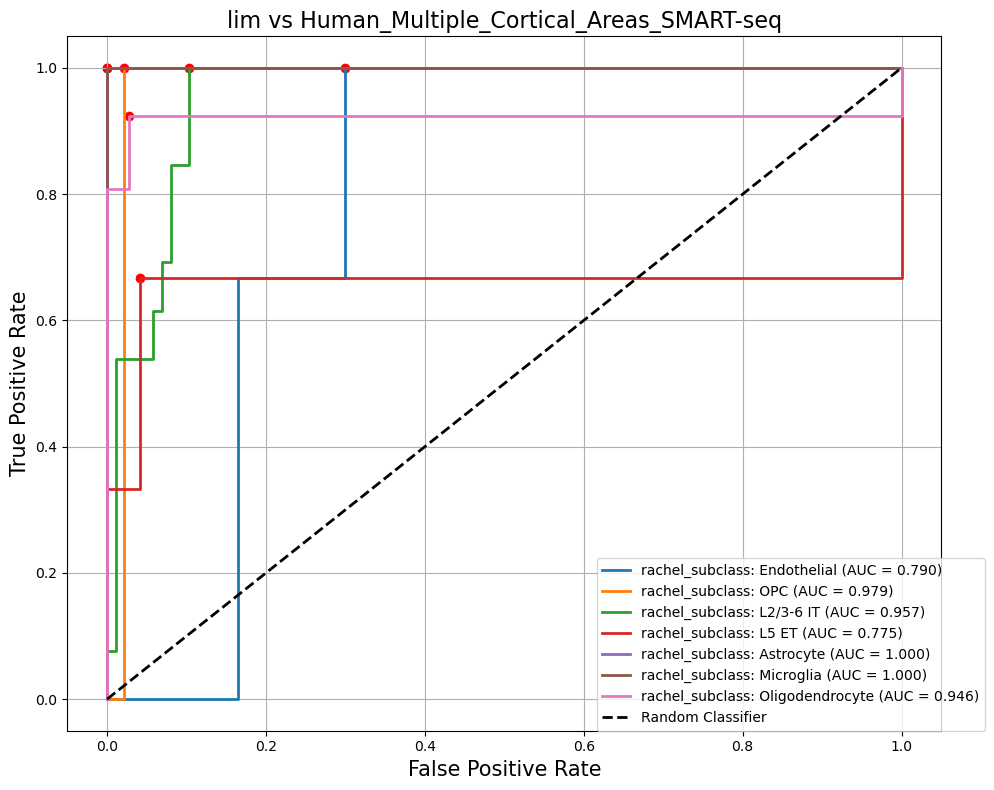 lim vs Human_Multiple_Cortical_Areas_SMART-seq
True Positive Rate
1.0
0.8
0.6
0.4
0.2
0.0
rachel_subclass: Endothelial (AUC = 0.790)
rachel_subclass: OPC (AUC = 0.979)
rachel_subclass: L2/3-6 IT (AUC = 0.957)
rachel_subclass: L5 ET (AUC = 0.775)
rachel_subclass: Astrocyte (AUC = 1.000)
rachel_subclass: Microglia (AUC = 1.000)
rachel_subclass: Oligodendrocyte (AUC = 0.946)
Random Classifier
0.0 0.2 0.4 0.6 0.8 1.0
False Positive Rate